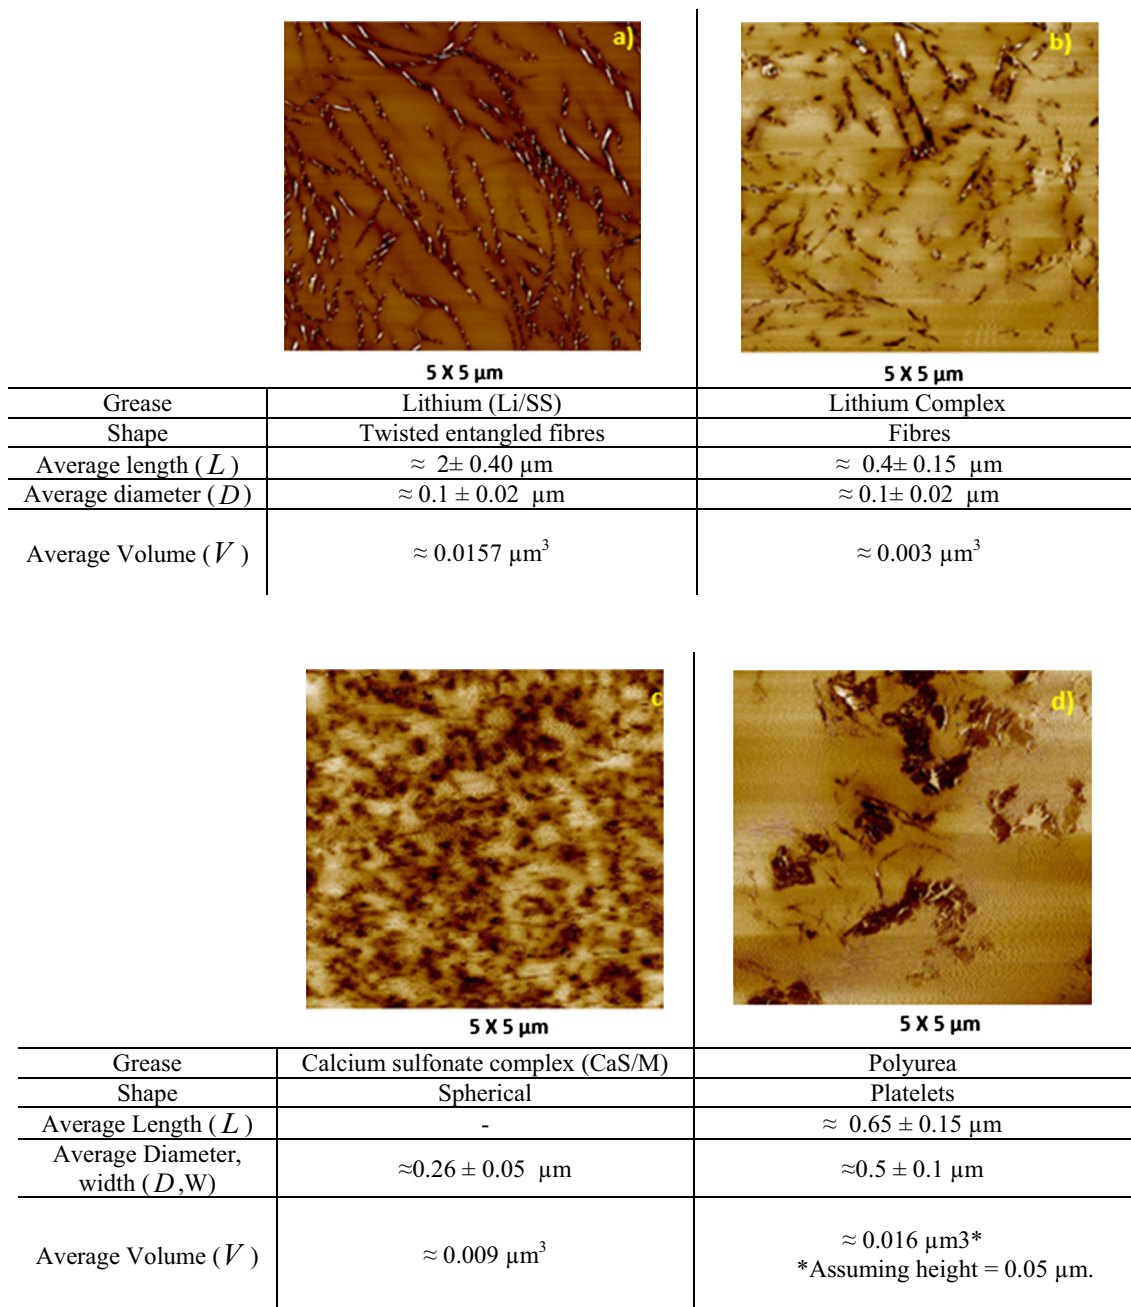 a)
b)
5 X 5 µm
5 X 5 µm
Grease Lithium (Li/SS) Lithium Complex
Shape Twisted entangled fibres Fibres
Average length (L) ≈ 2± 0.40 µm ≈ 0.4± 0.15 µm
Average diameter (D) ≈ 0.1 ± 0.02 µm ≈ 0.1± 0.02 µm
Average Volume (V) ≈ 0.0157 µm³ ≈ 0.003 µm³
c
d)
5 X 5 µm
5 X 5 µm
Grease Calcium sulfonate complex (CaS/M) Polyurea
Shape Spherical Platelets
Average Length (L) - ≈ 0.65 ± 0.15 µm
Average Diameter,
width (D,W) ≈0.26 ± 0.05 µm ≈0.5 ± 0.1 µm
Average Volume (V) ≈ 0.009 µm³ ≈ 0.016 µm3*
*Assuming height = 0.05 µm.